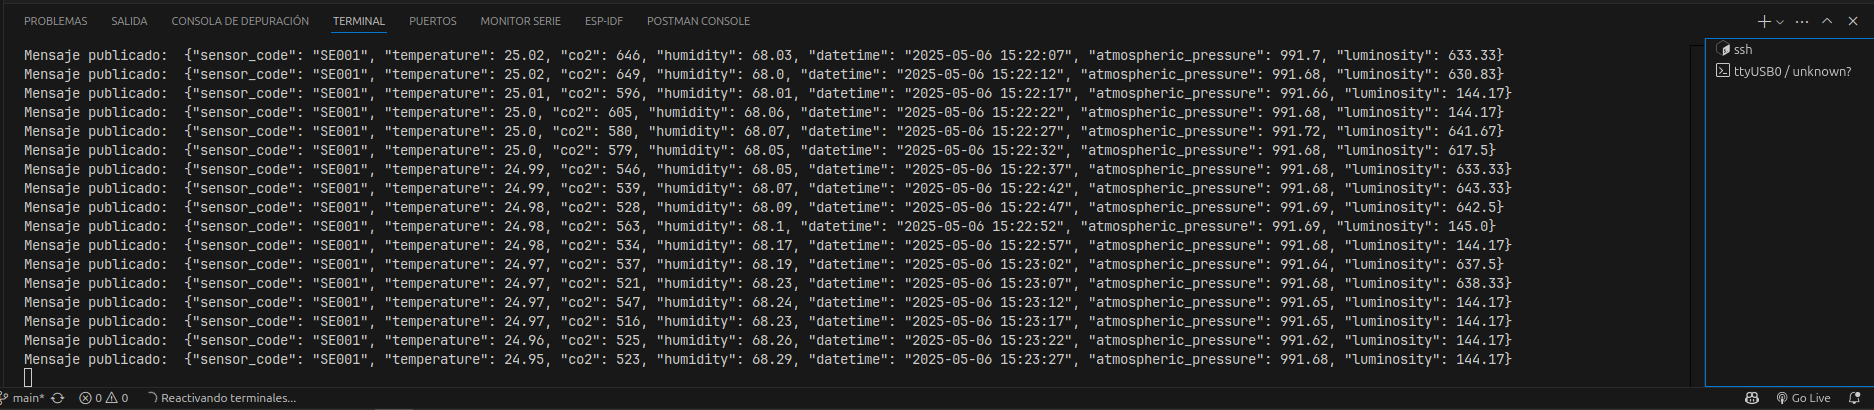 PROBLEMAS SALIDA CONSOLA DE DEPURACIÓN TERMINAL PUERTOS MONITOR SERIE ESP-IDF POSTMAN CONSOLE
Mensaje publicado:  {"sensor_code": "SE001", "temperature": 25.02, "co2": 646, "humidity": 68.03, "datetime": "2025-05-06 15:22:07", "atmospheric_pressure": 991.7, "luminosity": 633.33}
Mensaje publicado:  {"sensor_code": "SE001", "temperature": 25.02, "co2": 649, "humidity": 68.0, "datetime": "2025-05-06 15:22:12", "atmospheric_pressure": 991.68, "luminosity": 630.83}
Mensaje publicado:  {"sensor_code": "SE001", "temperature": 25.01, "co2": 596, "humidity": 68.01, "datetime": "2025-05-06 15:22:17", "atmospheric_pressure": 991.66, "luminosity": 144.17}
Mensaje publicado:  {"sensor_code": "SE001", "temperature": 25.0, "co2": 605, "humidity": 68.06, "datetime": "2025-05-06 15:22:22", "atmospheric_pressure": 991.68, "luminosity": 144.17}
Mensaje publicado:  {"sensor_code": "SE001", "temperature": 25.0, "co2": 580, "humidity": 68.07, "datetime": "2025-05-06 15:22:27", "atmospheric_pressure": 991.72, "luminosity": 641.67}
Mensaje publicado:  {"sensor_code": "SE001", "temperature": 25.0, "co2": 579, "humidity": 68.05, "datetime": "2025-05-06 15:22:32", "atmospheric_pressure": 991.68, "luminosity": 617.5}
Mensaje publicado:  {"sensor_code": "SE001", "temperature": 24.99, "co2": 546, "humidity": 68.05, "datetime": "2025-05-06 15:22:37", "atmospheric_pressure": 991.68, "luminosity": 633.33}
Mensaje publicado:  {"sensor_code": "SE001", "temperature": 24.99, "co2": 539, "humidity": 68.07, "datetime": "2025-05-06 15:22:42", "atmospheric_pressure": 991.68, "luminosity": 643.33}
Mensaje publicado:  {"sensor_code": "SE001", "temperature": 24.98, "co2": 528, "humidity": 68.09, "datetime": "2025-05-06 15:22:47", "atmospheric_pressure": 991.69, "luminosity": 642.5}
Mensaje publicado:  {"sensor_code": "SE001", "temperature": 24.98, "co2": 563, "humidity": 68.1, "datetime": "2025-05-06 15:22:52", "atmospheric_pressure": 991.69, "luminosity": 145.0}
Mensaje publicado:  {"sensor_code": "SE001", "temperature": 24.98, "co2": 534, "humidity": 68.17, "datetime": "2025-05-06 15:22:57", "atmospheric_pressure": 991.68, "luminosity": 144.17}
Mensaje publicado:  {"sensor_code": "SE001", "temperature": 24.97, "co2": 537, "humidity": 68.19, "datetime": "2025-05-06 15:23:02", "atmospheric_pressure": 991.64, "luminosity": 637.5}
Mensaje publicado:  {"sensor_code": "SE001", "temperature": 24.97, "co2": 521, "humidity": 68.23, "datetime": "2025-05-06 15:23:07", "atmospheric_pressure": 991.68, "luminosity": 638.33}
Mensaje publicado:  {"sensor_code": "SE001", "temperature": 24.97, "co2": 547, "humidity": 68.24, "datetime": "2025-05-06 15:23:12", "atmospheric_pressure": 991.65, "luminosity": 144.17}
Mensaje publicado:  {"sensor_code": "SE001", "temperature": 24.97, "co2": 516, "humidity": 68.23, "datetime": "2025-05-06 15:23:17", "atmospheric_pressure": 991.65, "luminosity": 144.17}
Mensaje publicado:  {"sensor_code": "SE001", "temperature": 24.96, "co2": 525, "humidity": 68.26, "datetime": "2025-05-06 15:23:22", "atmospheric_pressure": 991.62, "luminosity": 144.17}
Mensaje publicado:  {"sensor_code": "SE001", "temperature": 24.95, "co2": 523, "humidity": 68.29, "datetime": "2025-05-06 15:23:27", "atmospheric_pressure": 991.68, "luminosity": 144.17}
ssh
ttyUSB0 / unknown?
main* 0 0 Reactivando terminales... Go Live